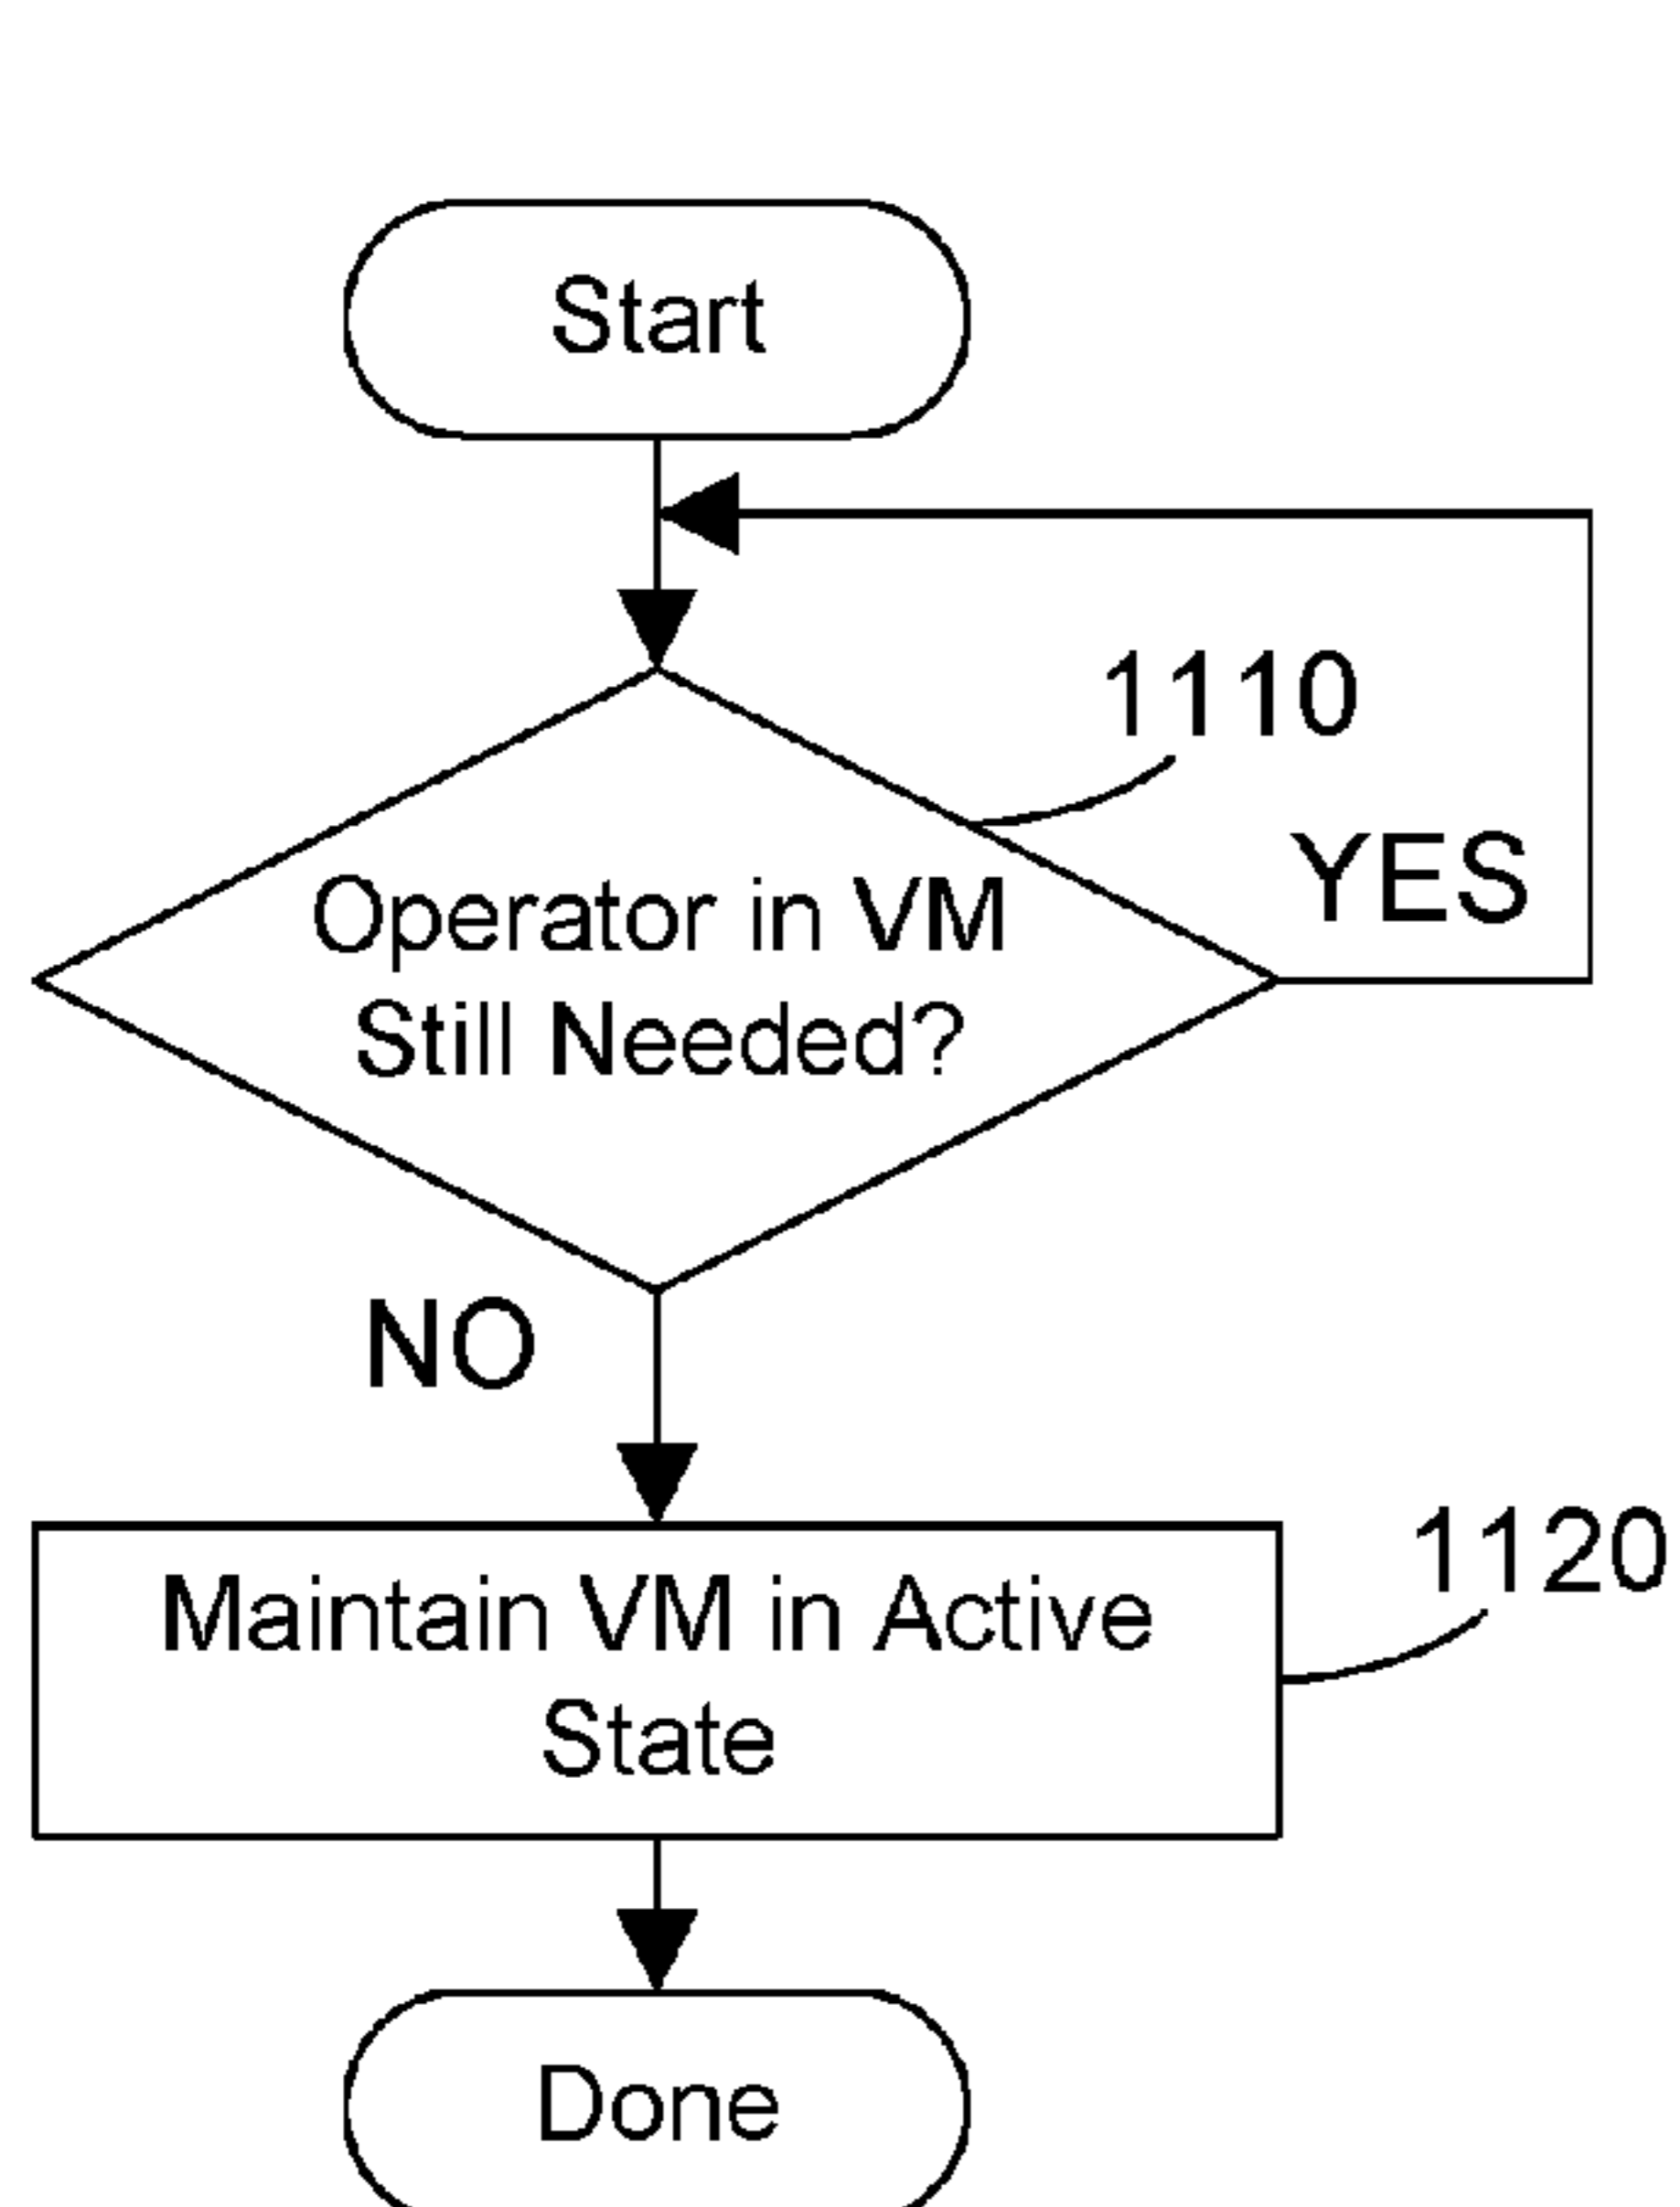 Start
1110
YES
Operator in VM
Still Needed?
NO
Maintain VM in Active
State
1120
Done